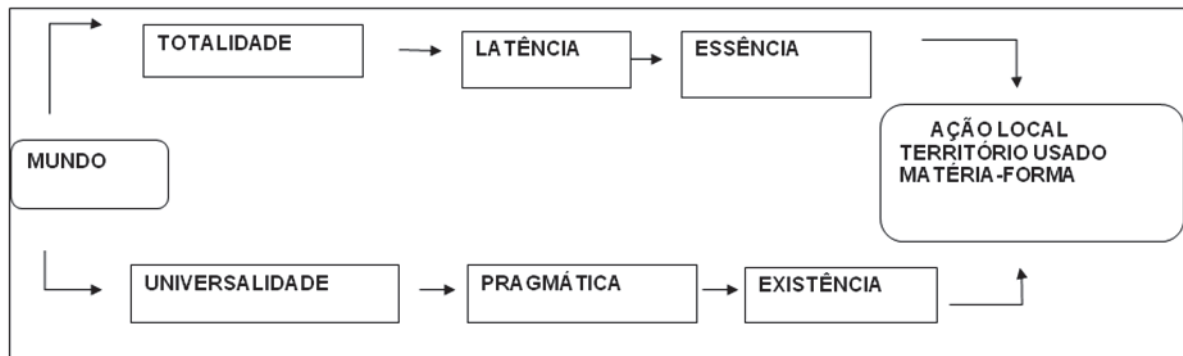 TOTALIDADE
LATÊNCIA
ESSÊNCIA
MUNDO
AÇÃO LOCAL
TERRITÓRIO USADO
MATÉRIA-FORMA
UNIVERSALIDADE
PRAGMÁTICA
EXISTÊNCIA